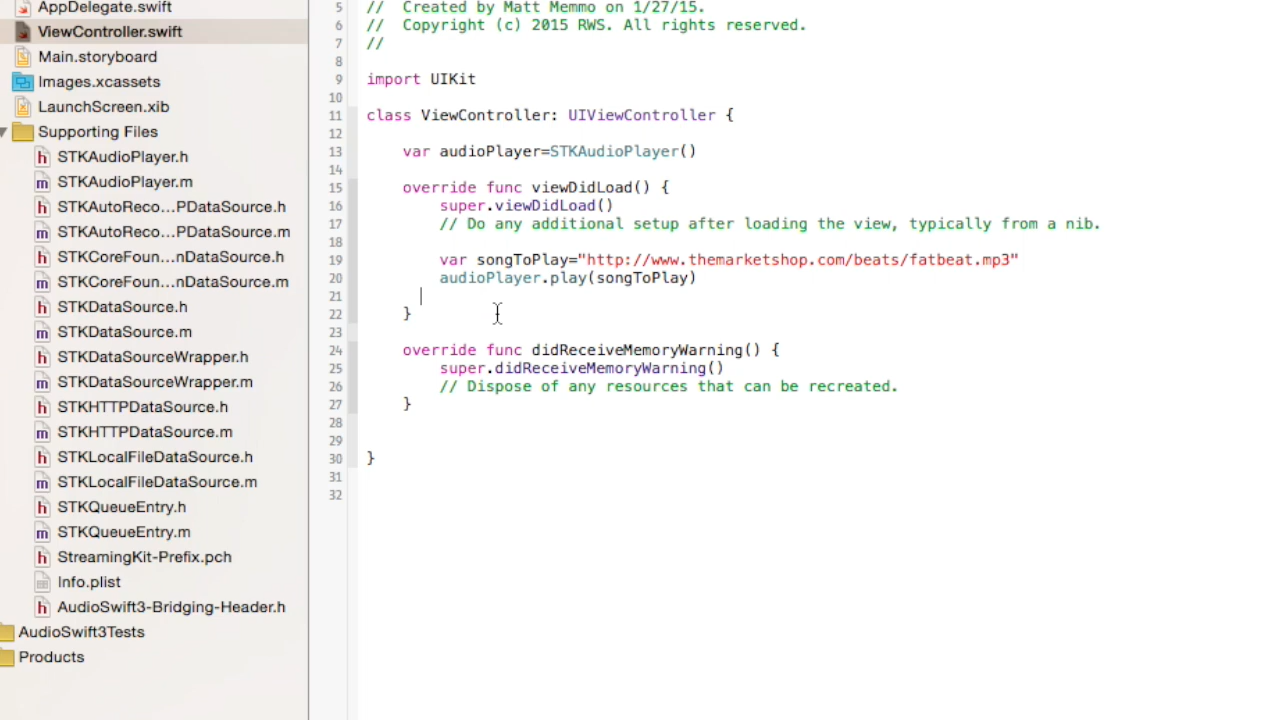 AppDelegate.swift
ViewController.swift
Main.storyboard
Images.xcassets
LaunchScreen.xib
Supporting Files
STKAudioPlayer.h
STKAudioPlayer.m
STKAutoReco...PDataSource.h
STKAutoReco...PDataSource.m
STKCoreFoun...nDataSource.h
STKCoreFoun...nDataSource.m
STKDataSource.h
STKDataSource.m
STKDataSourceWrapper.h
STKDataSourceWrapper.m
STKHTTPDataSource.h
STKHTTPDataSource.m
STKLocalFileDataSource.h
STKLocalFileDataSource.m
STKQueueEntry.h
STKQueueEntry.m
StreamingKit-Prefix.pch
Info.plist
AudioSwift3-Bridging-Header.h
AudioSwift3Tests
Products
5 //  Created by Matt Memmo on 1/27/15.
6 //  Copyright (c) 2015 RWS. All rights reserved.
7 //
8
9 import UIKit
10
11 class ViewController: UIViewController {
12
13     var audioPlayer=STKAudioPlayer()
14
15     override func viewDidLoad() {
16         super.viewDidLoad()
17         // Do any additional setup after loading the view, typically from a nib.
18
19         var songToPlay="http://www.themarketshop.com/beats/fatbeat.mp3"
20         audioPlayer.play(songToPlay)
21
22     }
23
24     override func didReceiveMemoryWarning() {
25         super.didReceiveMemoryWarning()
26         // Dispose of any resources that can be recreated.
27     }
28
29
30 }
31
32